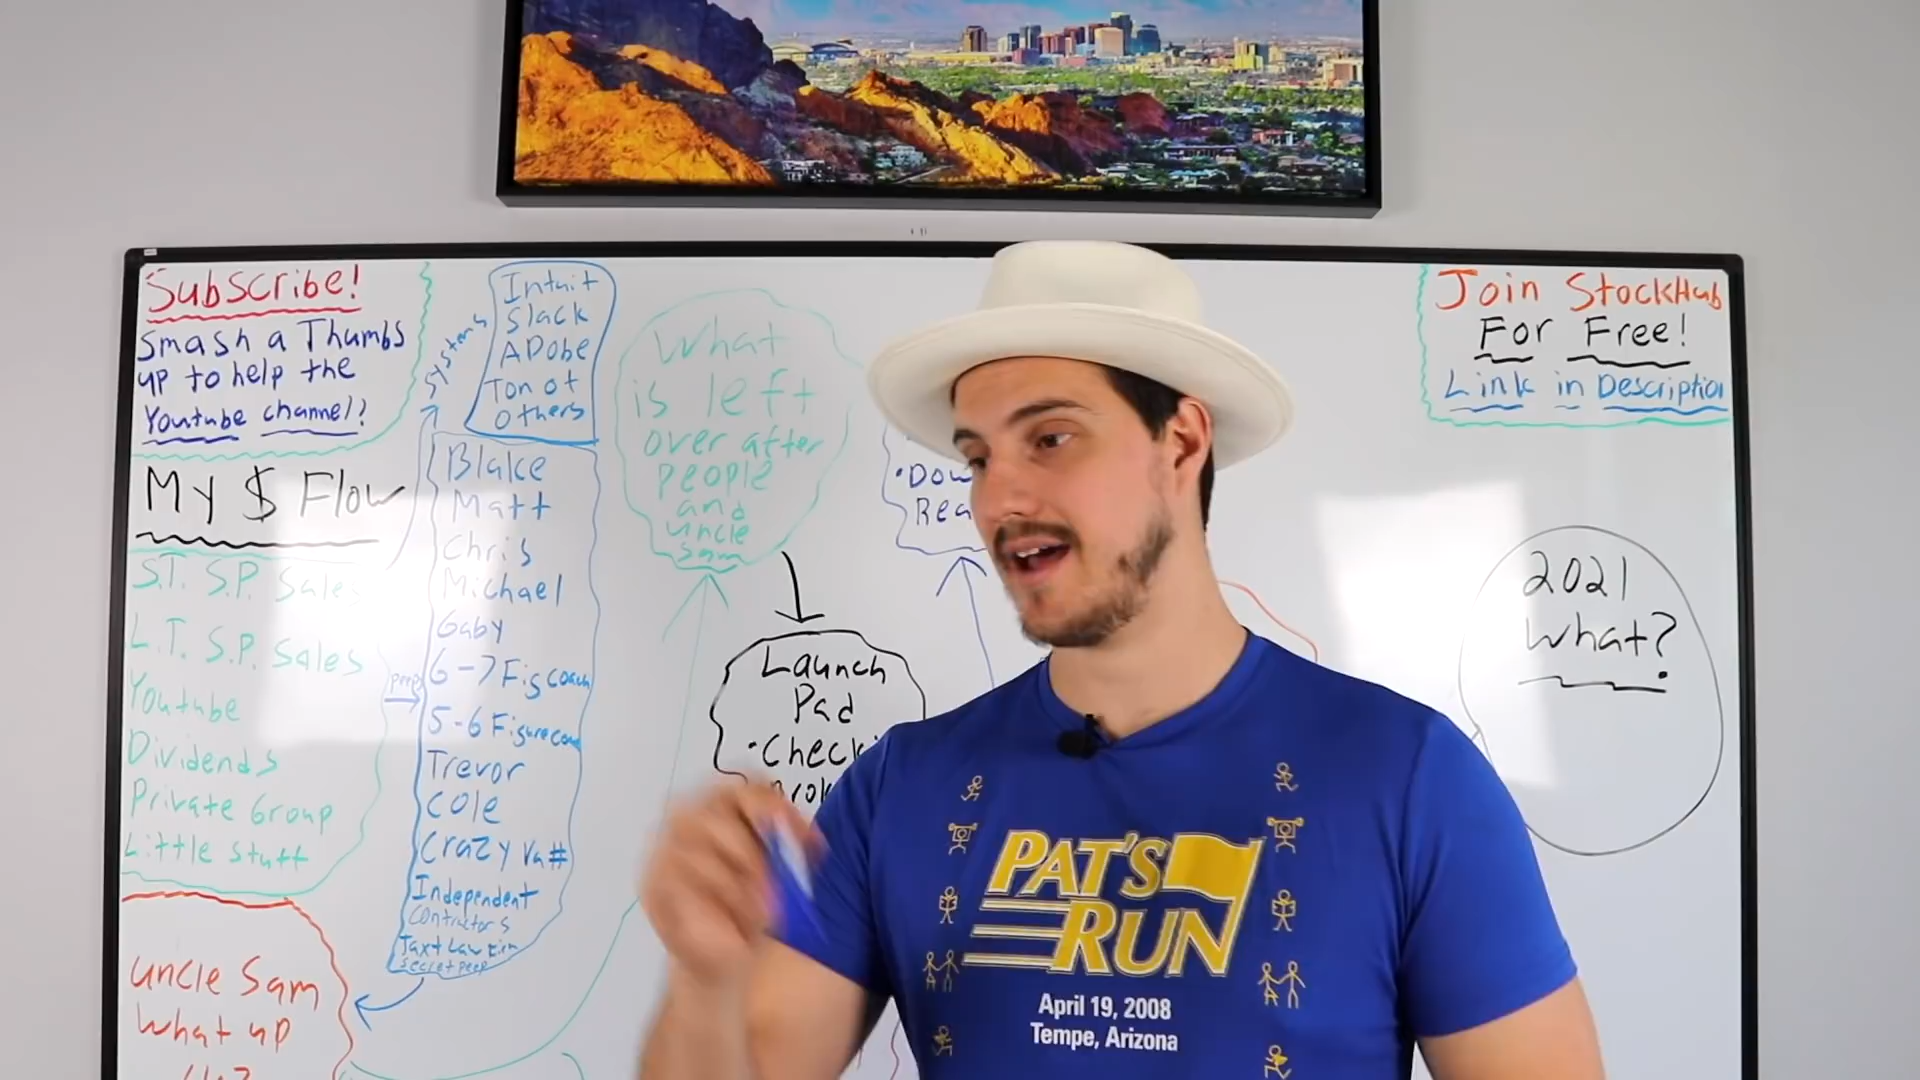 Subscribe!
Smash a Thumbs
up to help the
Youtube channel?
My $ Flow
S.T. S.P. Sales
L.T. S.P. Sales
Youtube
Dividends
Private Group
Little Stuff
uncle Sam
What up
systems
Intuit
Slack
ADobe
Ton of
others
peep
Blake
Matt
Chris
Michael
Gaby
6-7 Fig coach
5-6 Figure
Trevor
Cole
Crazy
Independent
contractors
Law
secret peep
What
is left
over after
people
and
uncle
Sam
Launch
Pad
• Check
• Dow
Rea
Join StockHub
For Free!
Link in Description
2021
What?
PAT'S
RUN
April 19, 2008
Tempe, Arizona